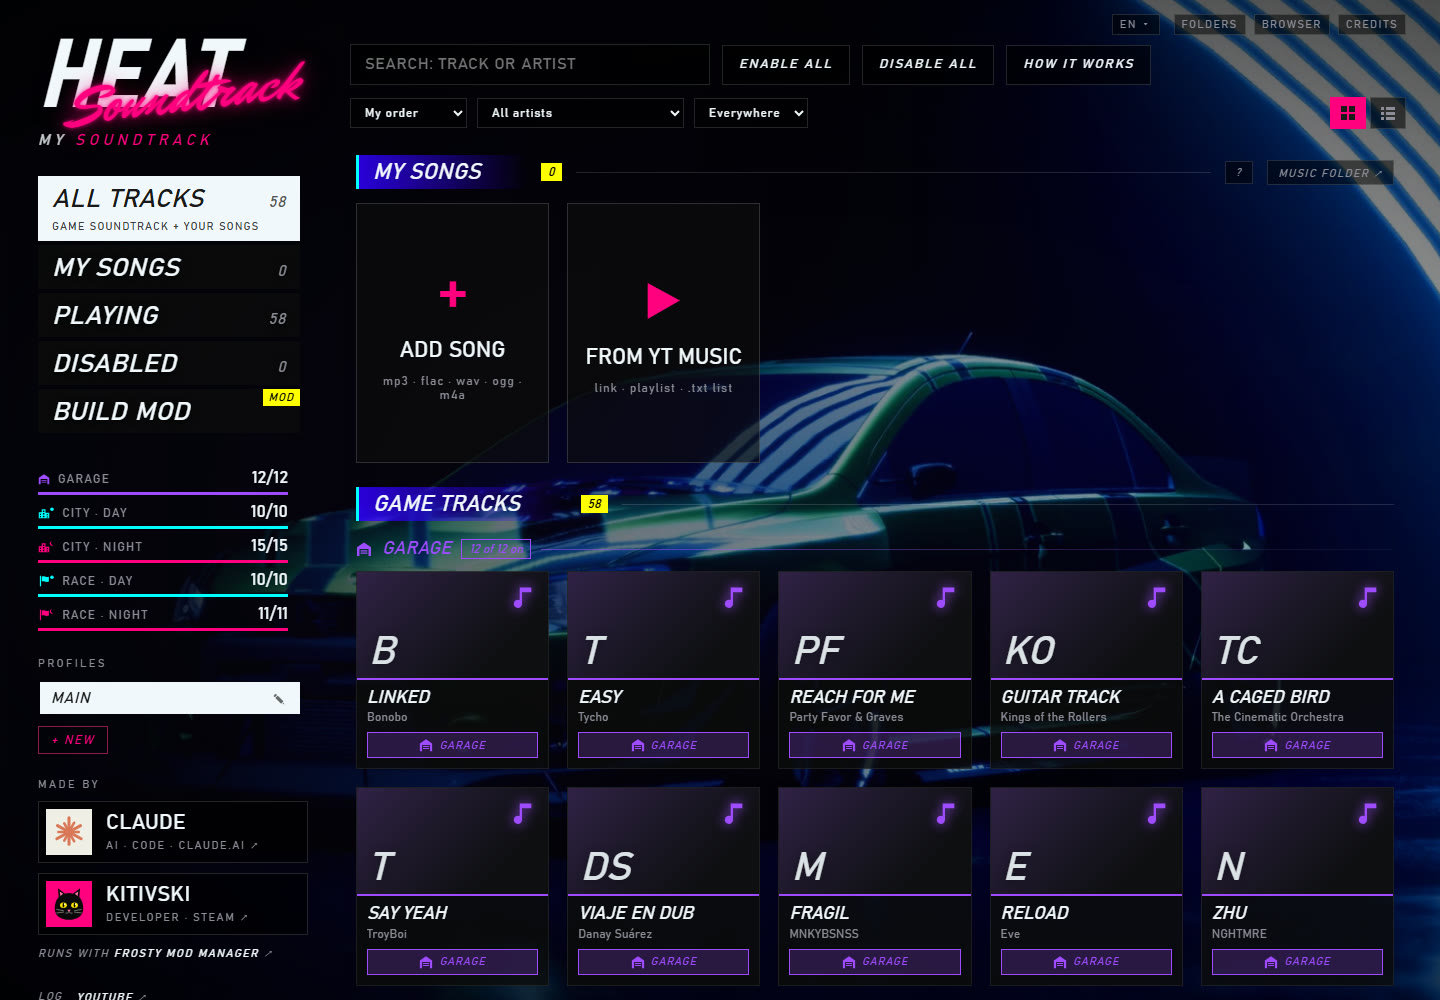 HEAT
Soundtrack
MY SOUNDTRACK
EN
FOLDERS
BROWSER
CREDITS
SEARCH: TRACK OR ARTIST
ENABLE ALL
DISABLE ALL
HOW IT WORKS
My order
All artists
Everywhere
ALL TRACKS 58
GAME SOUNDTRACK + YOUR SONGS
MY SONGS 0
PLAYING 58
DISABLED 0
BUILD MOD MOD
GARAGE 12/12
CITY · DAY 10/10
CITY · NIGHT 15/15
RACE · DAY 10/10
RACE · NIGHT 11/11
PROFILES
MAIN
+ NEW
MADE BY
CLAUDE
AI · CODE · CLAUDE.AI ↗
KITIVSKI
DEVELOPER · STEAM ↗
RUNS WITH FROSTY MOD MANAGER ↗
LOG YOUTUBE ↗
MY SONGS 0
?
MUSIC FOLDER ↗
+
ADD SONG
mp3 · flac · wav · ogg ·
m4a
FROM YT MUSIC
link · playlist · .txt list
GAME TRACKS 58
GARAGE 12 of 12 on
B
LINKED
Bonobo
GARAGE
T
EASY
Tycho
GARAGE
PF
REACH FOR ME
Party Favor & Graves
GARAGE
KO
GUITAR TRACK
Kings of the Rollers
GARAGE
TC
A CAGED BIRD
The Cinematic Orchestra
GARAGE
T
SAY YEAH
TroyBoi
GARAGE
DS
VIAJE EN DUB
Danay Suárez
GARAGE
M
FRAGIL
MNKYBSNSS
GARAGE
E
RELOAD
Eve
GARAGE
N
ZHU
NGHTMRE
GARAGE